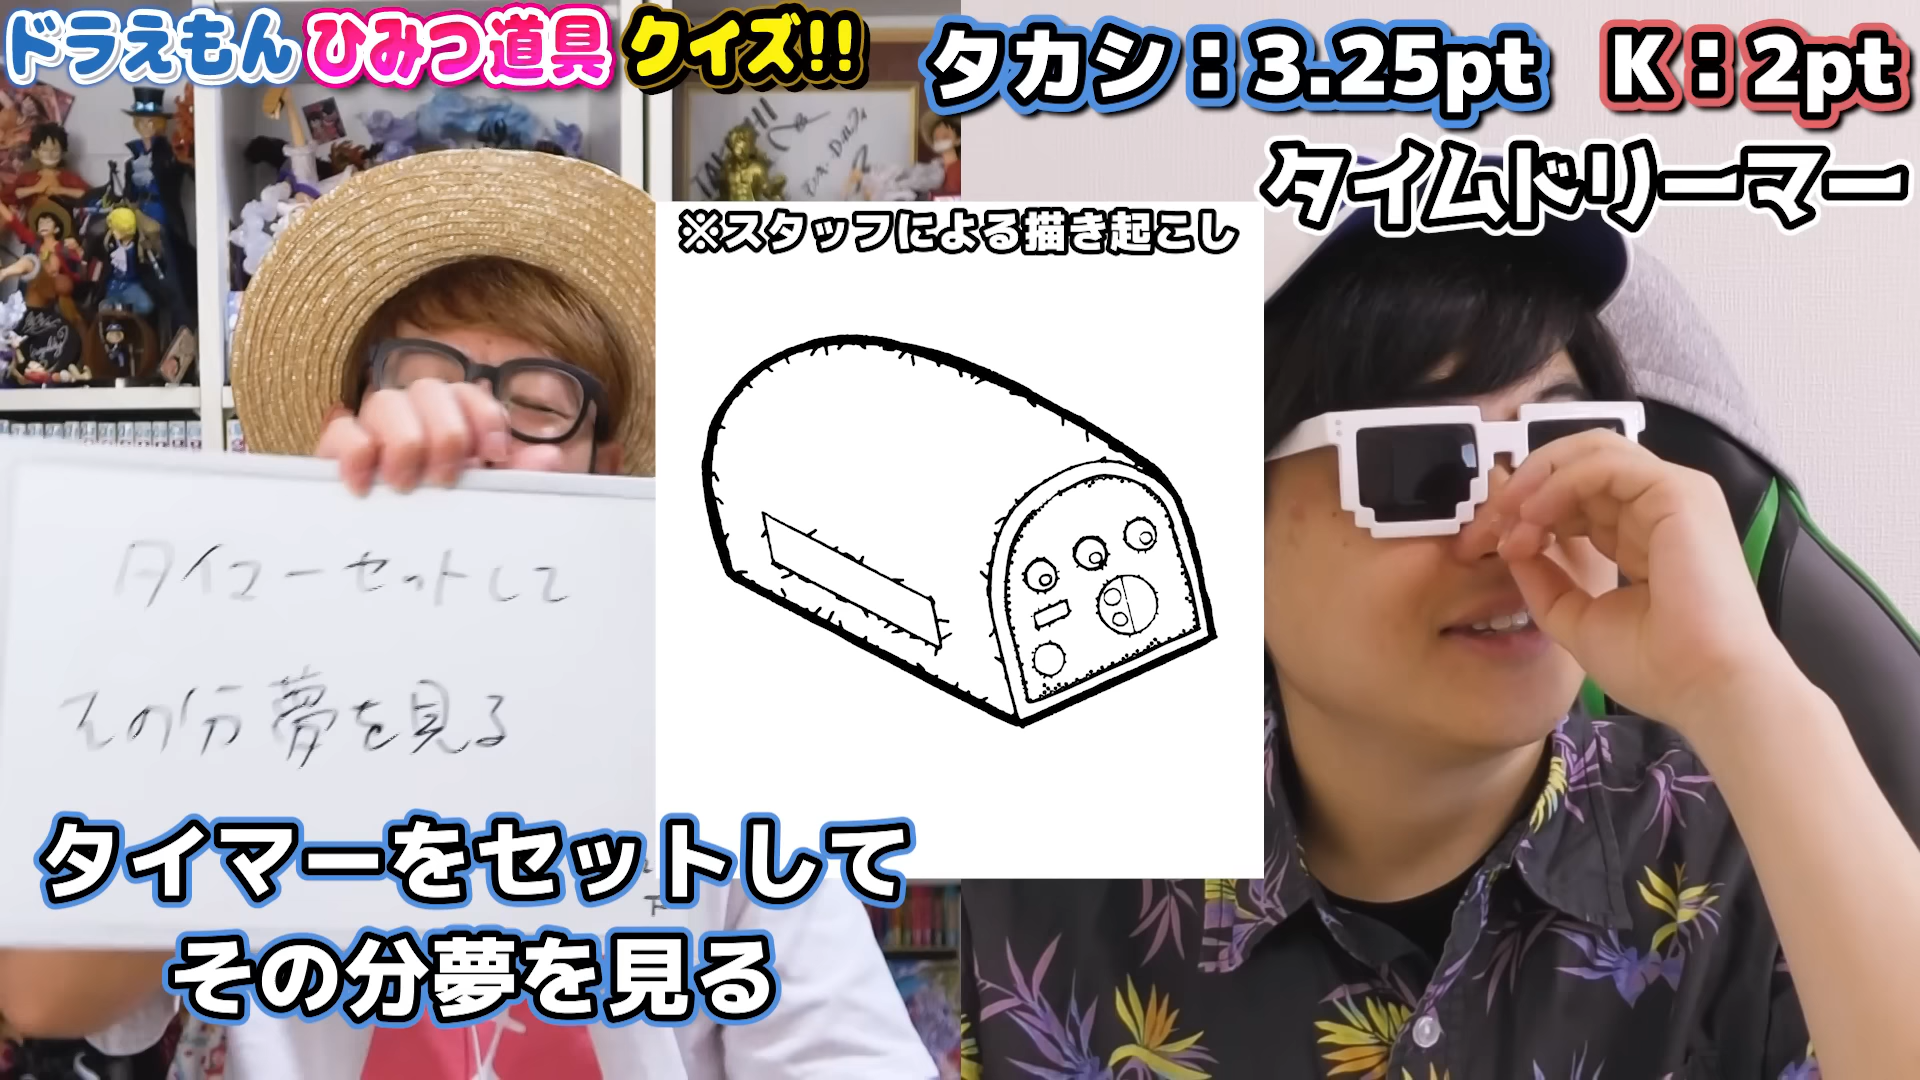 ドラえもん ひみつ道具 クイズ!!
タカシ：3.25pt K：2pt
タイムドリーマー
※スタッフによる描き起こし
タイマーセットして
その分夢を見る
タイマーをセットして
その分夢を見る